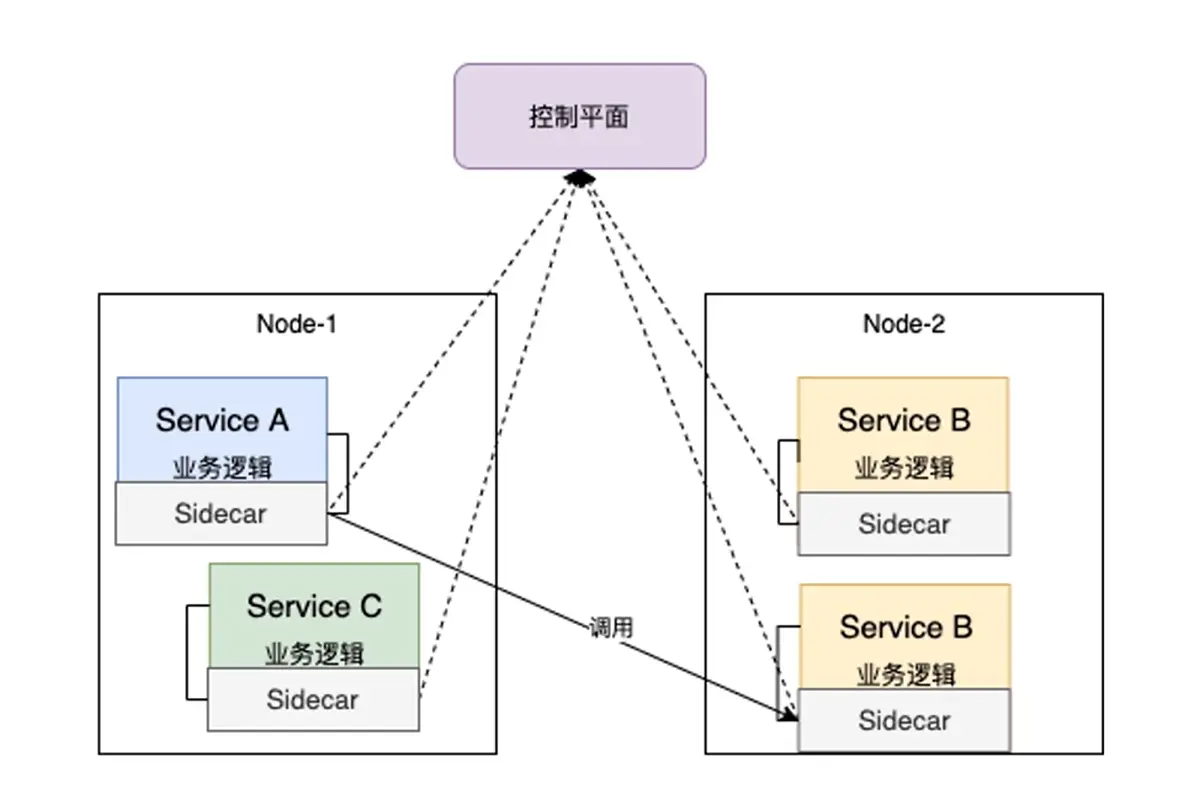 控制平面
Node-1
Service A
业务逻辑
Sidecar
Service C
业务逻辑
Sidecar
调用
Node-2
Service B
业务逻辑
Sidecar
Service B
业务逻辑
Sidecar